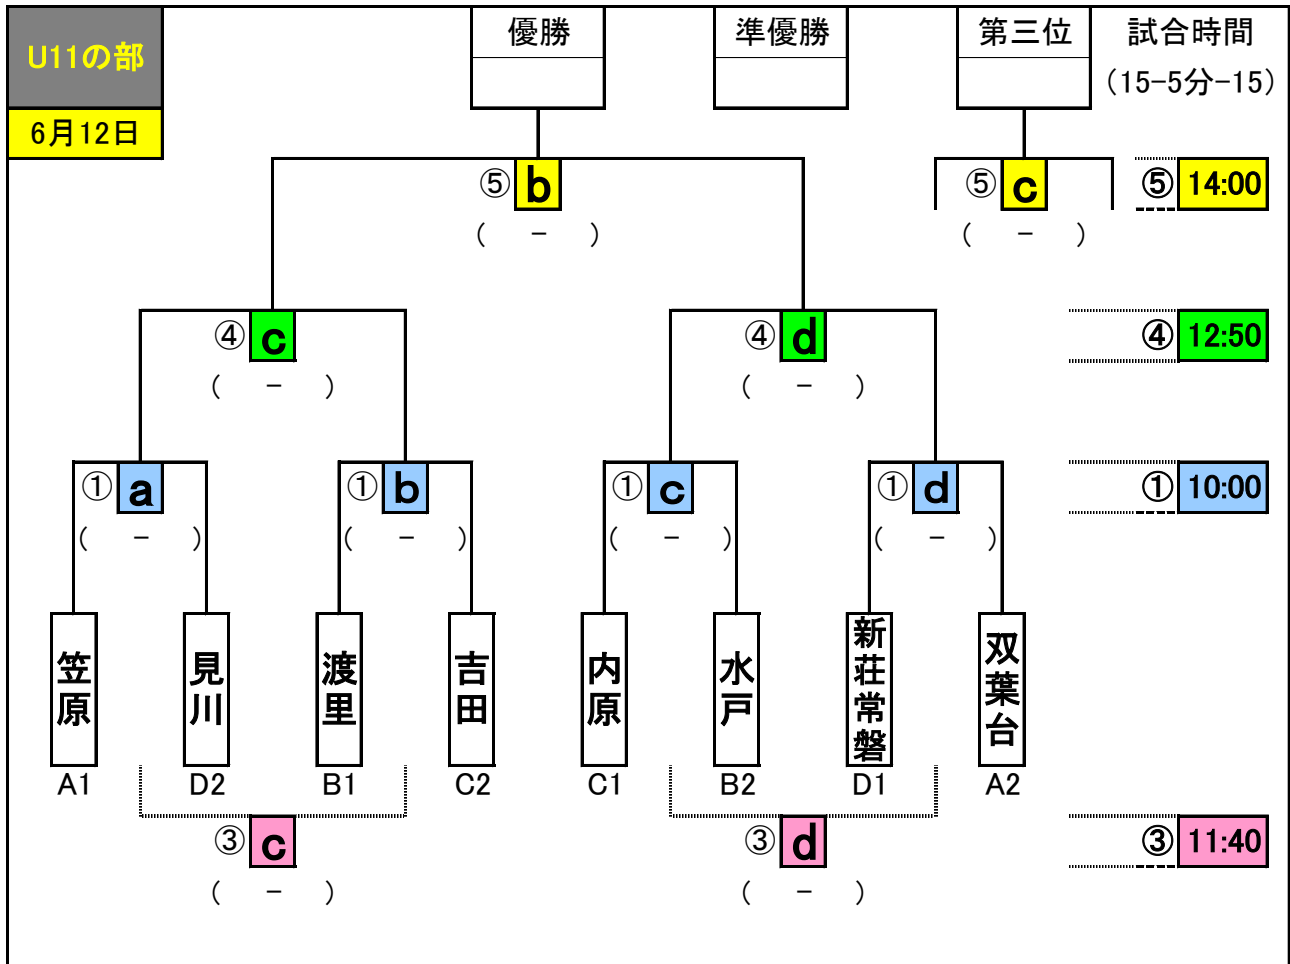 U11の部
優勝
準優勝
第三位
試合時間
(15-5分-15)
6月12日
⑤ b
( - )
⑤ c
( - )
⑤ 14:00
④ c
( - )
④ d
( - )
④ 12:50
① a
( - )
① b
( - )
① c
( - )
① d
( - )
① 10:00
笠原
見川
渡里
吉田
内原
水戸
新荘常磐
双葉台
A1
D2
B1
C2
C1
B2
D1
A2
③ c
( - )
③ d
( - )
③ 11:40